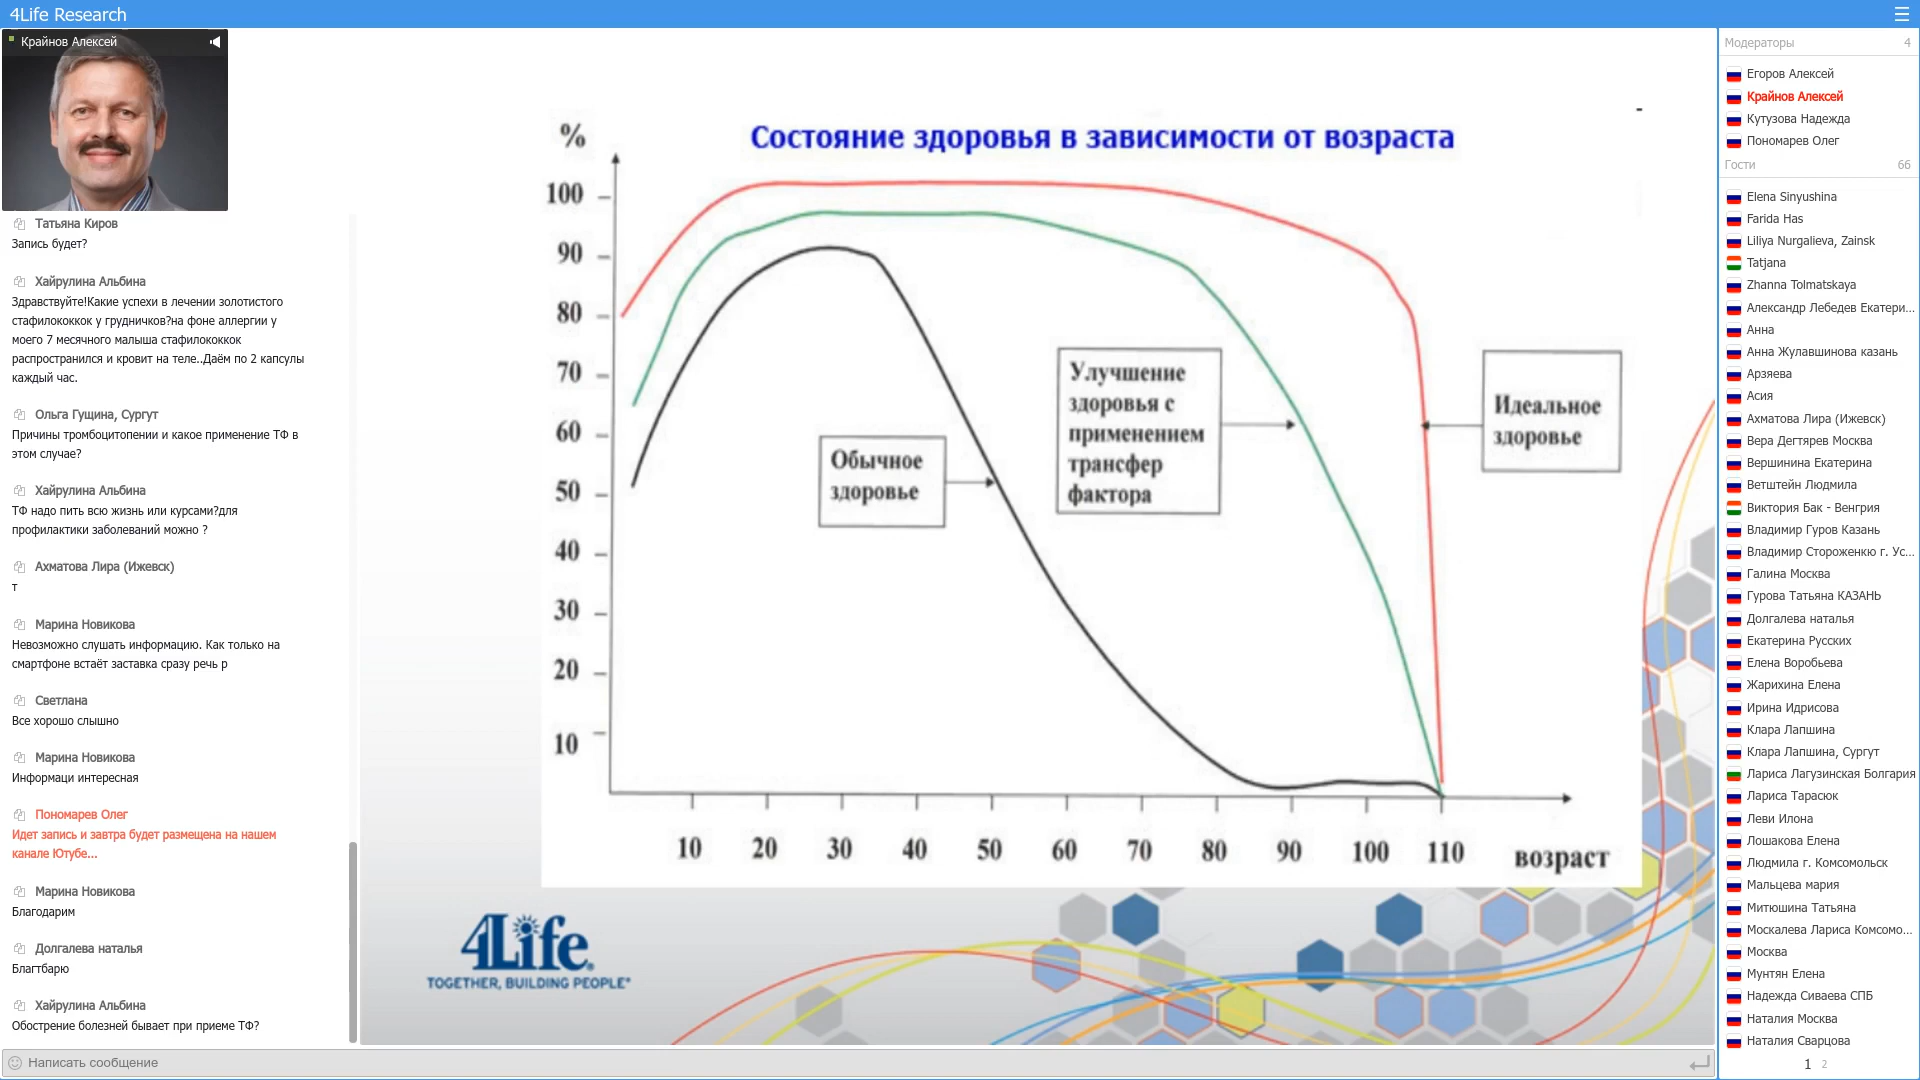 4Life Research
Крайнов Алексей
Татьяна Киров
Запись будет?
Хайрулина Альбина
Здравствуйте!Какие успехи в лечении золотистого
стафилококкок у грудничков?на фоне аллергии у
моего 7 месячного малыша стафилококкок
распространился и кровит на теле..Даём по 2 капсулы
каждый час.
Ольга Гущина, Сургут
Причины тромбоцитопении и какое применение ТФ в
этом случае?
Хайрулина Альбина
ТФ надо пить всю жизнь или курсами?для
профилактики заболеваний можно ?
Ахматова Лира (Ижевск)
т
Марина Новикова
Невозможно слушать информацию. Как только на
смартфоне встаёт заставка сразу речь р
Светлана
Все хорошо слышно
Марина Новикова
Информаци интересная
Пономарев Олег
Идет запись и завтра будет размещена на нашем
канале Ютубе...
Марина Новикова
Благодарим
Долгалева наталья
Благтбарю
Хайрулина Альбина
Обострение болезней бывает при приеме ТФ?
Написать сообщение
Состояние здоровья в зависимости от возраста
%
100
90
80
70
60
50
40
30
20
10
Обычное
здоровье
Улучшение
здоровья с
применением
трансфер
фактора
Идеальное
здоровье
10 20 30 40 50 60 70 80 90 100 110 возраст
4Life®
TOGETHER, BUILDING PEOPLE®
Модераторы 4
Егоров Алексей
Крайнов Алексей
Кутузова Надежда
Пономарев Олег
Гости 66
Elena Sinyushina
Farida Has
Liliya Nurgalieva, Zainsk
Tatjana
Zhanna Tolmatskaya
Александр Лебедев Екатери...
Анна
Анна Жулавшинова казань
Арзяева
Асия
Ахматова Лира (Ижевск)
Вера Дегтярев Москва
Вершинина Екатерина
Ветштейн Людмила
Виктория Бак - Венгрия
Владимир Гуров Казань
Владимир Стороженкю г. Ус...
Галина Москва
Гурова Татьяна КАЗАНЬ
Долгалева наталья
Екатерина Русских
Елена Воробьева
Жарихина Елена
Ирина Идрисова
Клара Лапшина
Клара Лапшина, Сургут
Лариса Лагузинская Болгария
Лариса Тарасюк
Леви Илона
Лошакова Елена
Людмила г. Комсомольск
Мальцева мария
Митюшина Татьяна
Москалева Лариса Комсомо...
Москва
Мунтян Елена
Надежда Сиваева СПБ
Наталия Москва
Наталия Сварцова
1 2